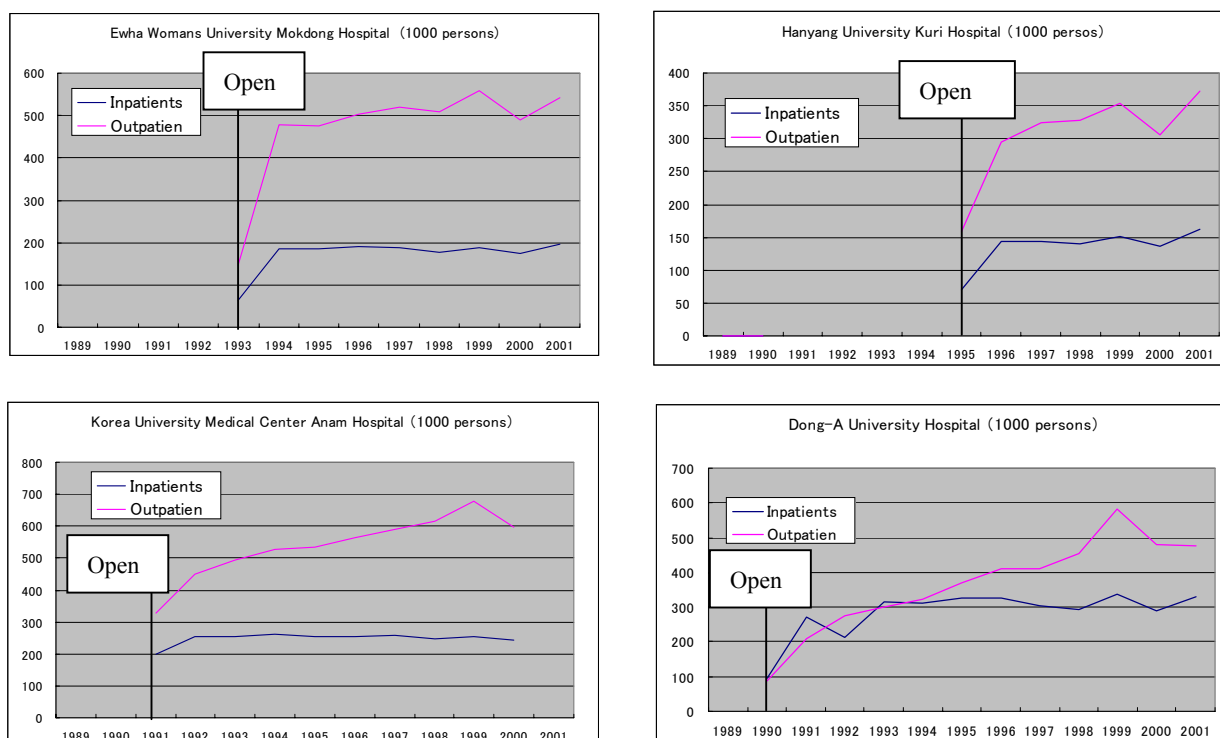 Ewha Womans University Mokdong Hospital (1000 persons)
600
500
400
300
200
100
0
Open
Inpatients
Outpatien
1989 1990 1991 1992 1993 1994 1995 1996 1997 1998 1999 2000 2001
Hanyang University Kuri Hospital (1000 persos)
400
350
300
250
200
150
100
50
0
Open
Inpatients
Outpatien
1989 1990 1991 1992 1993 1994 1995 1996 1997 1998 1999 2000 2001
Korea University Medical Center Anam Hospital (1000 persons)
800
700
600
500
400
300
200
100
0
Inpatients
Outpatien
Open
1989 1990 1991 1992 1993 1994 1995 1996 1997 1998 1999 2000 2001
Dong-A University Hospital (1000 persons)
700
600
500
400
300
200
100
0
Inpatients
Outpatien
Open
1989 1990 1991 1992 1993 1994 1995 1996 1997 1998 1999 2000 2001